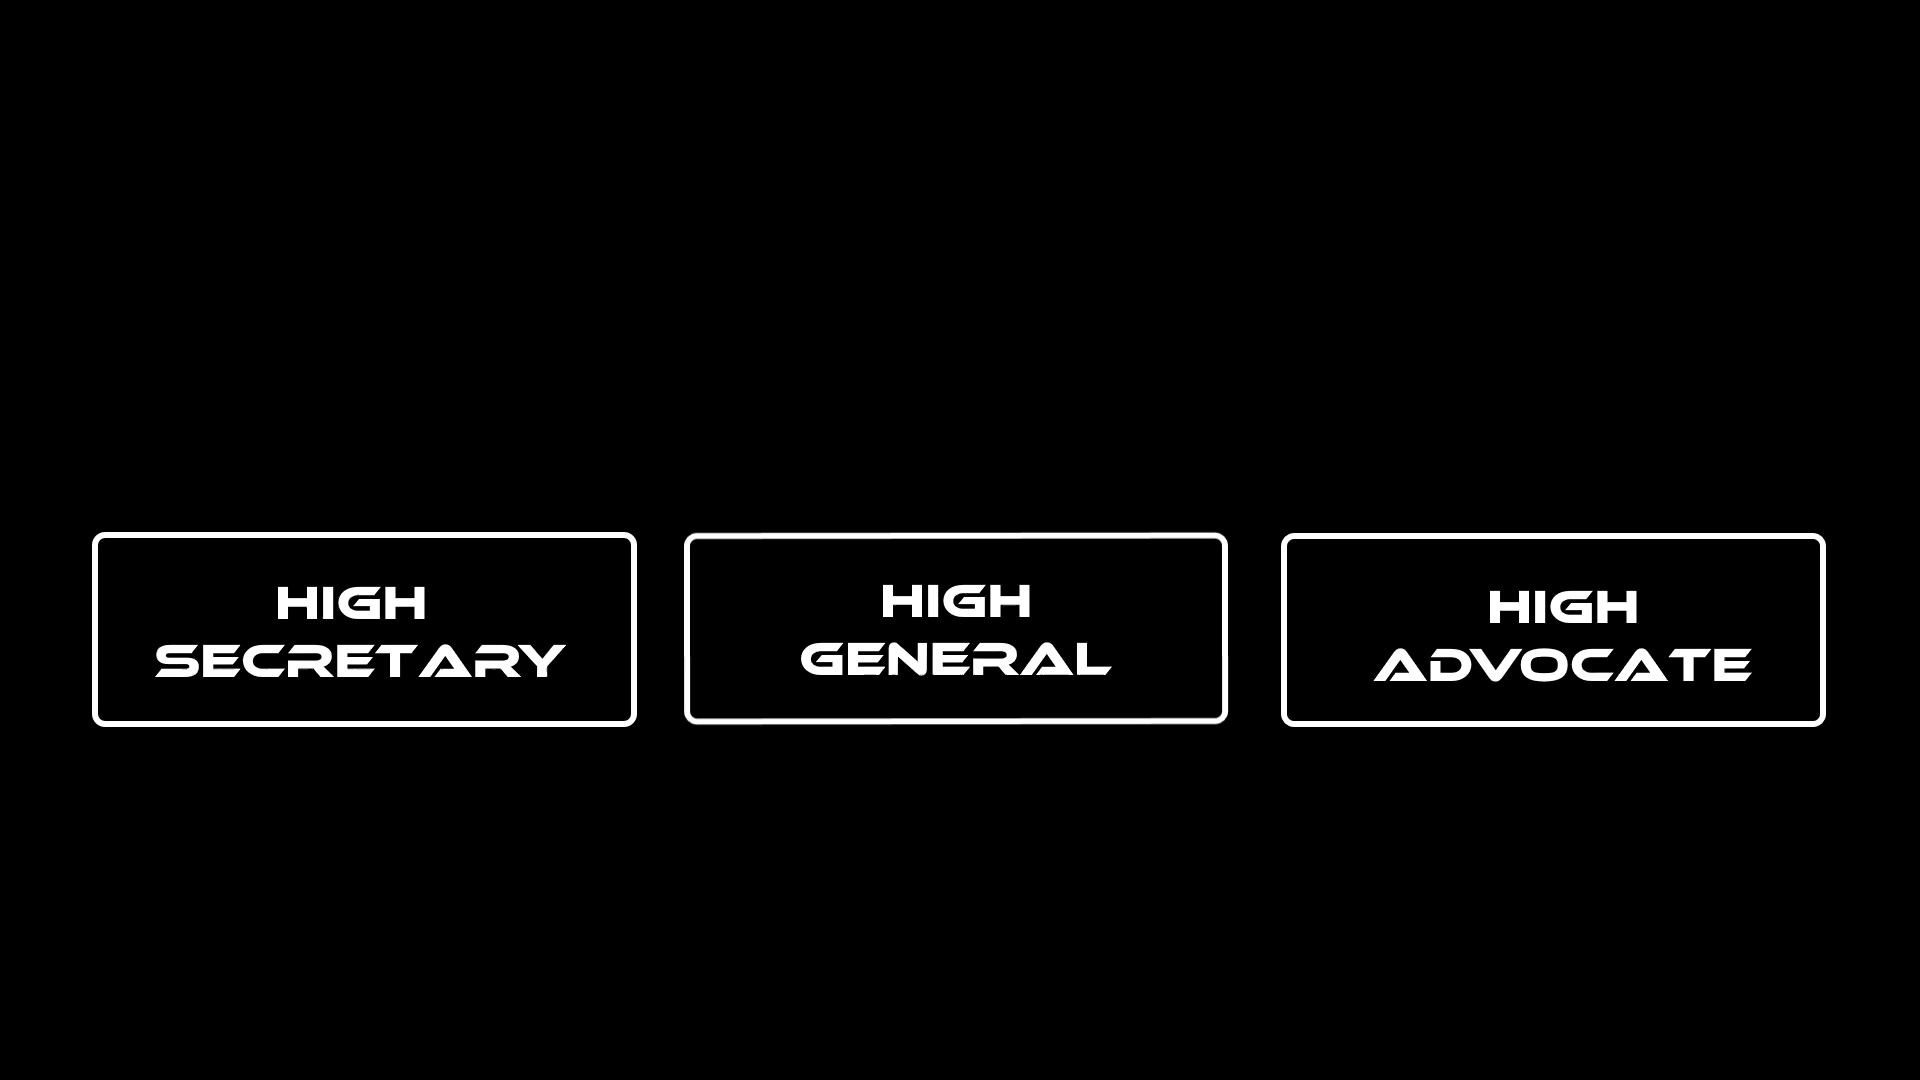 HIGH
SECRETARY
HIGH
GENERAL
HIGH
ADVOCATE